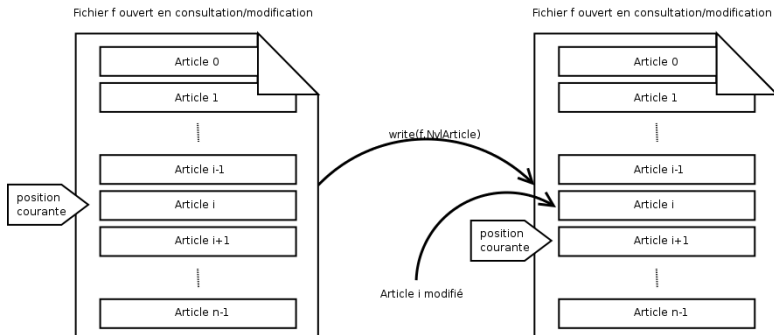 Fichier f ouvert en consultation/modification
Article 0
Article 1
Article i-1
position
courante
Article i
Article i+1
Article n-1
write(f,NvlArticle)
Article i modifié
Fichier f ouvert en consultation/modification
Article 0
Article 1
Article i-1
Article i
position
courante
Article i+1
Article n-1